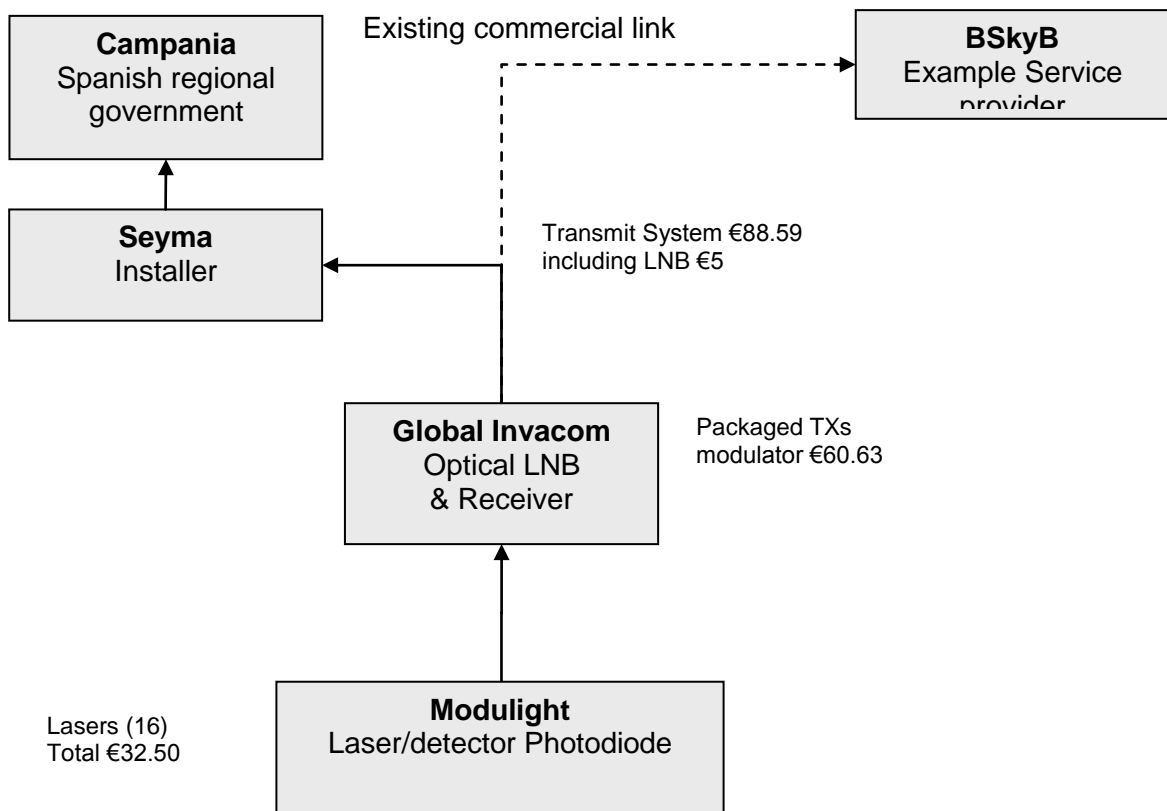 Campania
Spanish regional
government
Existing commercial link
BSkyB
Example Service
provider
Seyma
Installer
Transmit System €88.59
including LNB €5
Global Invacom
Optical LNB
& Receiver
Packaged TXs
modulator €60.63
Modulight
Laser/detector Photodiode
Lasers (16)
Total €32.50